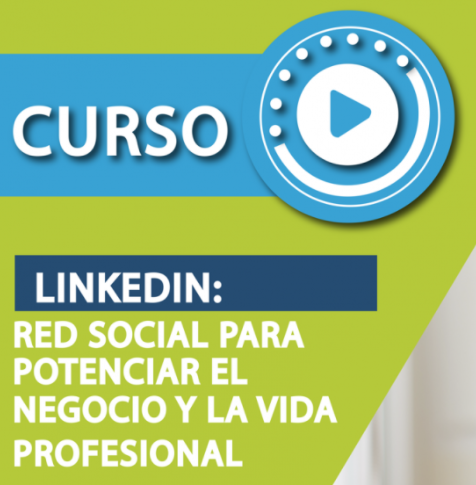 CURSO
LINKEDIN:
RED SOCIAL PARA
POTENCIAR EL
NEGOCIO Y LA VIDA
PROFESIONAL